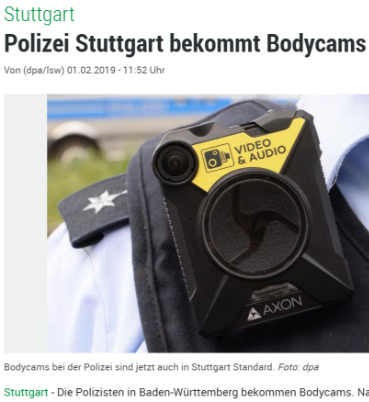 Stuttgart
Polizei Stuttgart bekommt Bodycams
Von (dpa/lsw) 01.02.2019 - 11:52 Uhr
VIDEO
& AUDIO
AXON
Bodycams bei der Polizei sind jetzt auch in Stuttgart Standard. Foto: dpa
Stuttgart - Die Polizisten in Baden-Württemberg bekommen Bodycams. Na